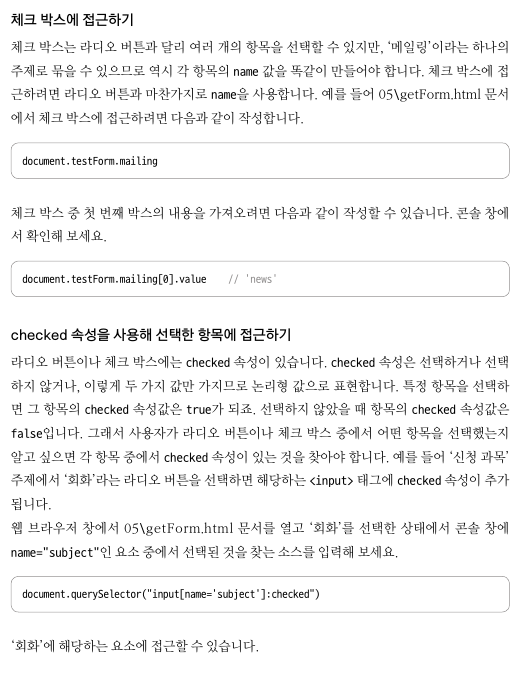 체크 박스에 접근하기
체크 박스는 라디오 버튼과 달리 여러 개의 항목을 선택할 수 있지만, ‘메일링’이라는 하나의
주제로 묶을 수 있으므로 역시 각 항목의 name 값을 똑같이 만들어야 합니다. 체크 박스에 접
근하려면 라디오 버튼과 마찬가지로 name을 사용합니다. 예를 들어 05\getForm.html 문서
에서 체크 박스에 접근하려면 다음과 같이 작성합니다.
document.testForm.mailing
체크 박스 중 첫 번째 박스의 내용을 가져오려면 다음과 같이 작성할 수 있습니다. 콘솔 창에
서 확인해 보세요.
document.testForm.mailing[0].value // 'news'
checked 속성을 사용해 선택한 항목에 접근하기
라디오 버튼이나 체크 박스에는 checked 속성이 있습니다. checked 속성은 선택하거나 선택
하지 않거나, 이렇게 두 가지 값만 가지므로 논리형 값으로 표현합니다. 특정 항목을 선택하
면 그 항목의 checked 속성값은 true가 되죠. 선택하지 않았을 때 항목의 checked 속성값은
false입니다. 그래서 사용자가 라디오 버튼이나 체크 박스 중에서 어떤 항목을 선택했는지
알고 싶으면 각 항목 중에서 checked 속성이 있는 것을 찾아야 합니다. 예를 들어 ‘신청 과목’
주제에서 ‘회화’라는 라디오 버튼을 선택하면 해당하는 <input> 태그에 checked 속성이 추가
됩니다.
웹 브라우저 창에서 05\getForm.html 문서를 열고 ‘회화’를 선택한 상태에서 콘솔 창에
name="subject"인 요소 중에서 선택된 것을 찾는 소스를 입력해 보세요.
document.querySelector("input[name='subject']:checked")
‘회화’에 해당하는 요소에 접근할 수 있습니다.